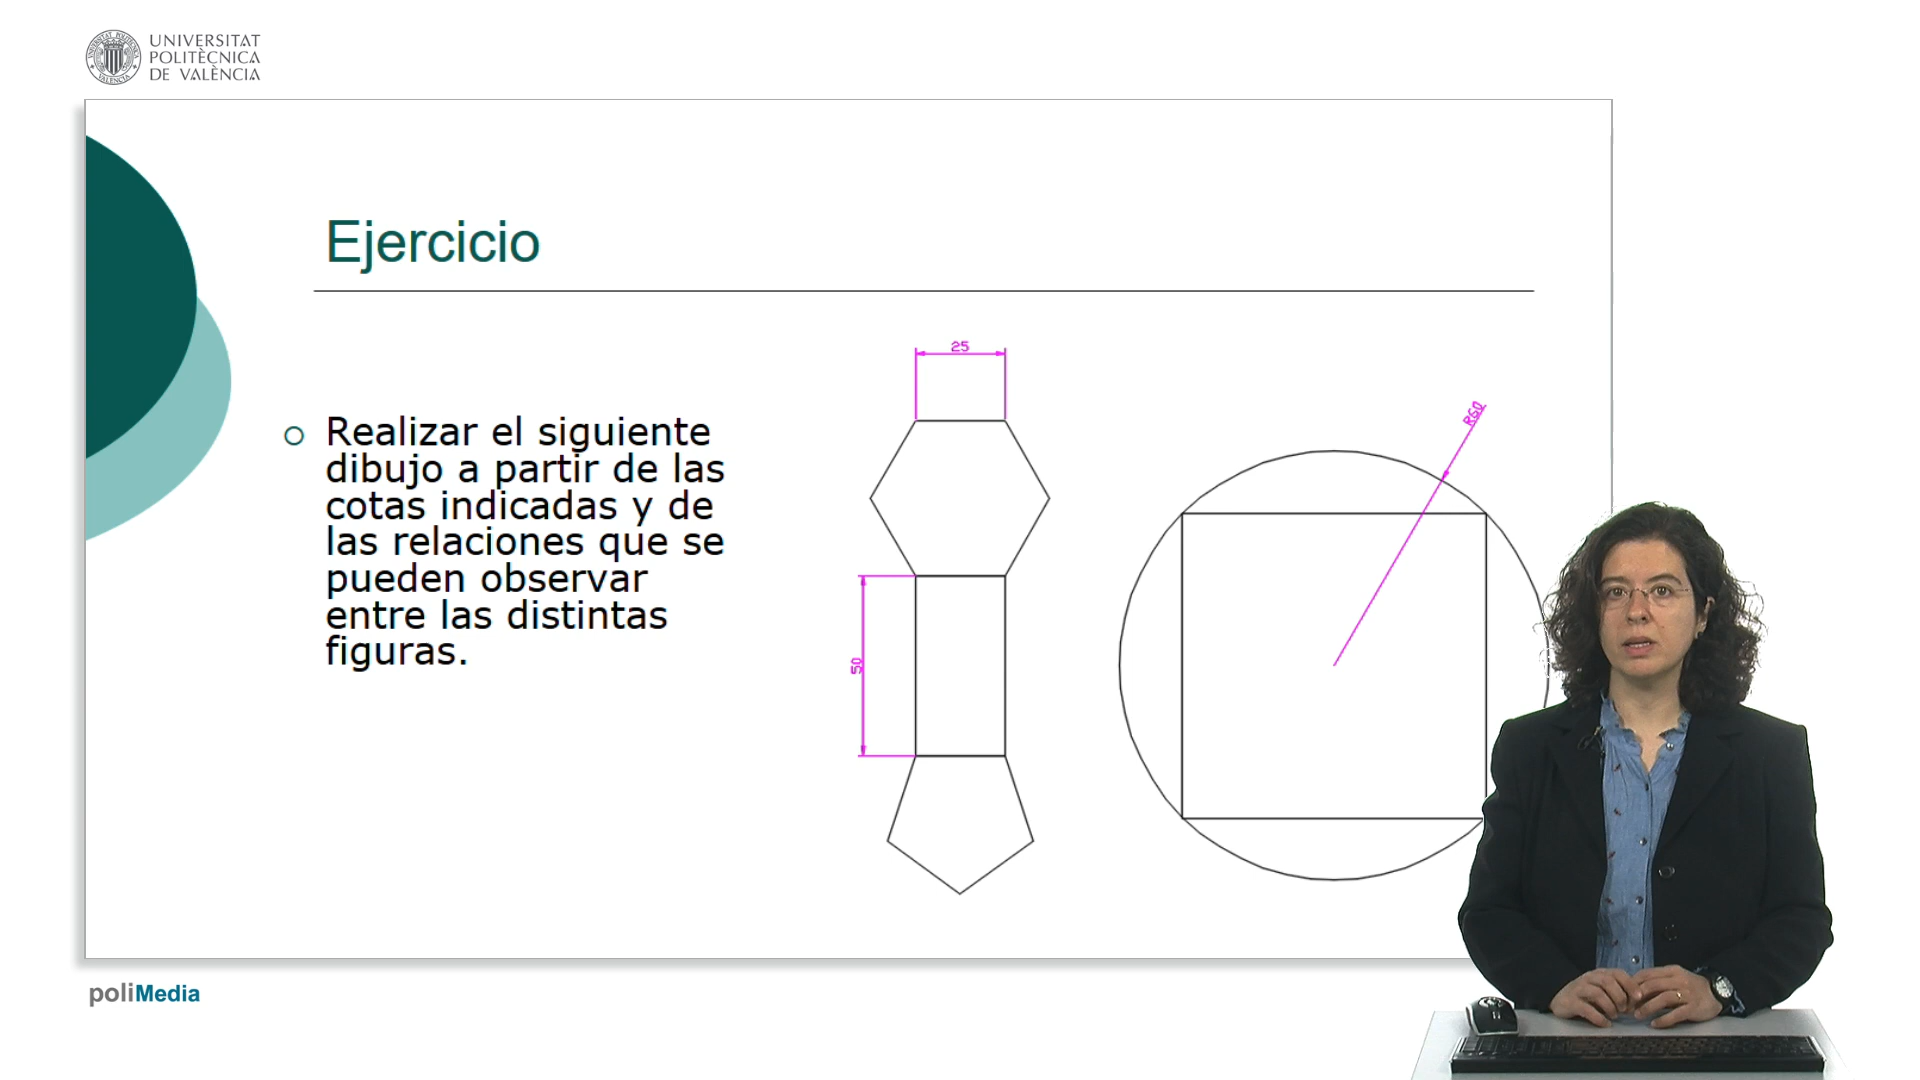 UNIVERSITAT
POLITÈCNICA
DE VALÈNCIA
Ejercicio
Realizar el siguiente
dibujo a partir de las
cotas indicadas y de
las relaciones que se
pueden observar
entre las distintas
figuras.
25
50
R60
poliMedia